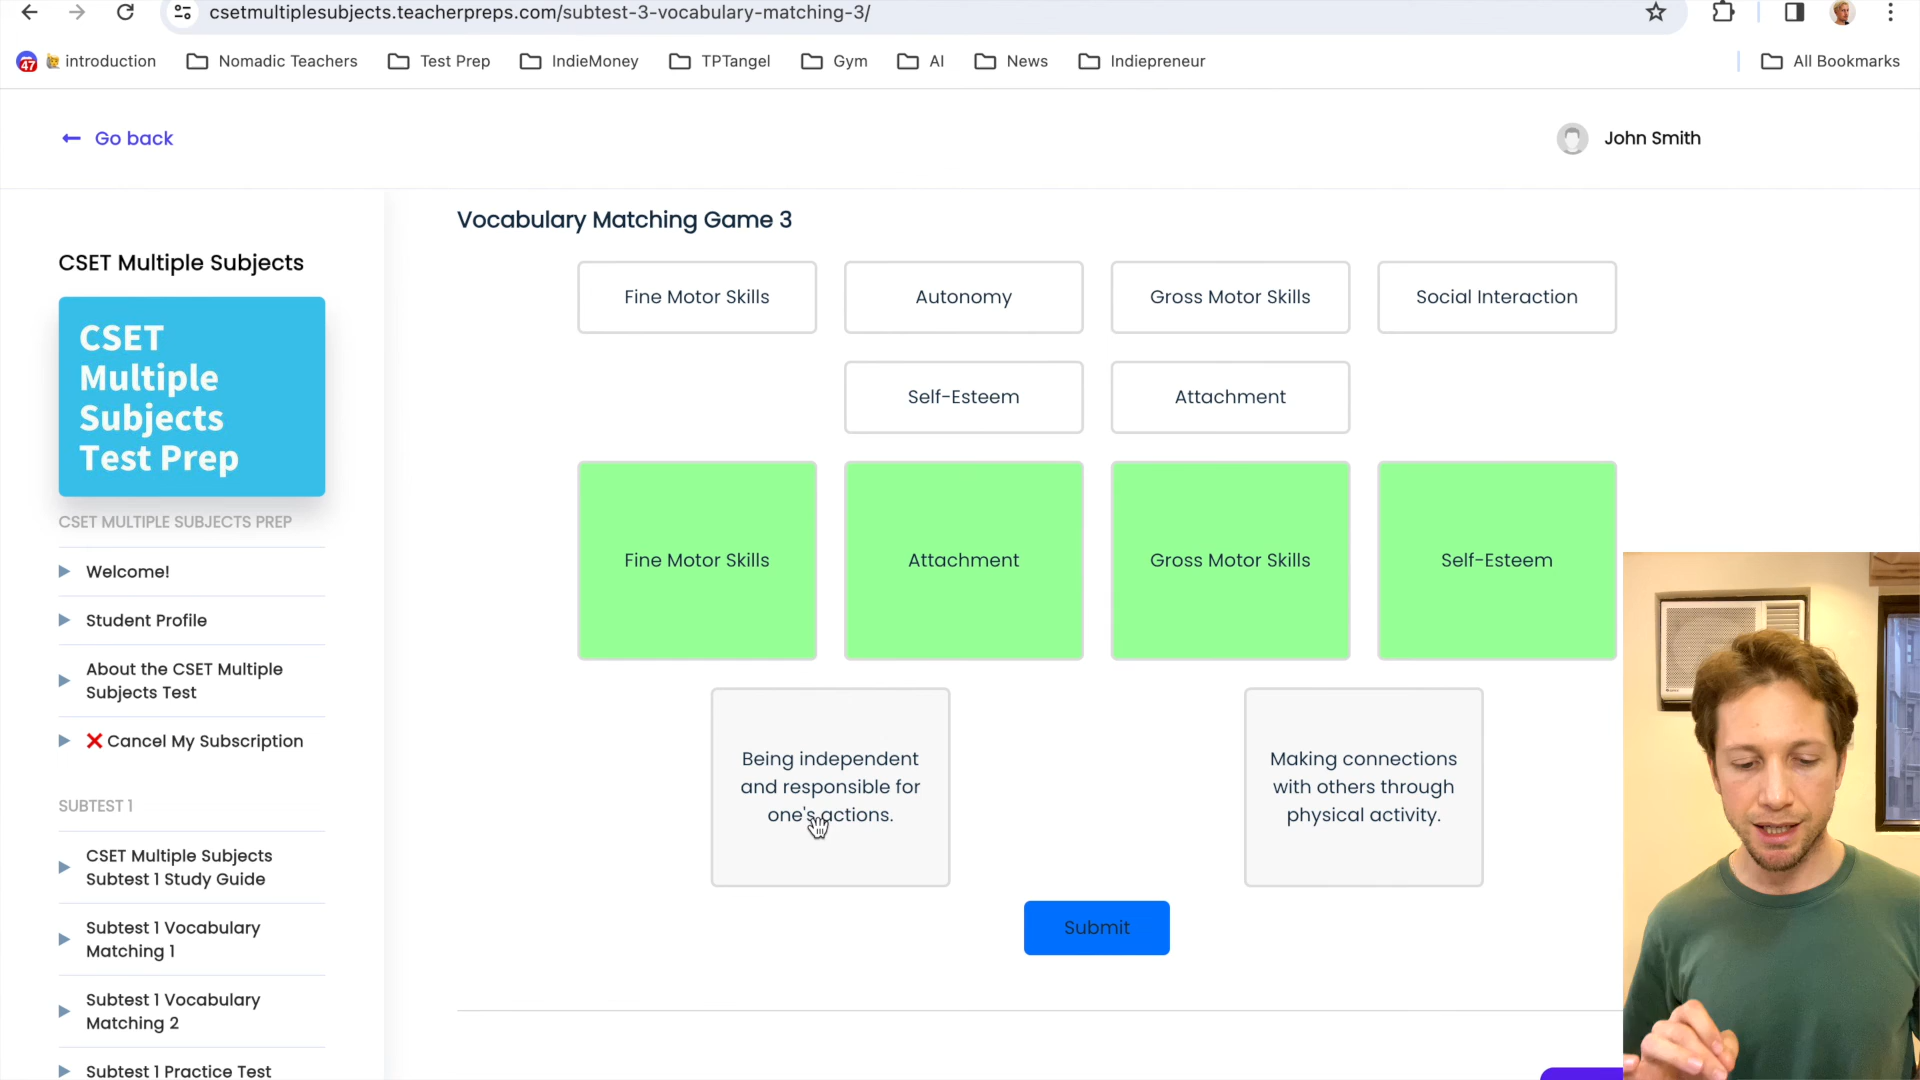 csetmultiplesubjects.teacherpreps.com/subtest-3-vocabulary-matching-3/
47 introduction
Nomadic Teachers
Test Prep
IndieMoney
TPTangel
Gym
AI
News
Indiepreneur
All Bookmarks
Go back
John Smith
CSET Multiple Subjects
CSET
Multiple
Subjects
Test Prep
CSET MULTIPLE SUBJECTS PREP
Welcome!
Student Profile
About the CSET Multiple
Subjects Test
Cancel My Subscription
SUBTEST 1
CSET Multiple Subjects
Subtest 1 Study Guide
Subtest 1 Vocabulary
Matching 1
Subtest 1 Vocabulary
Matching 2
Subtest 1 Practice Test
Vocabulary Matching Game 3
Fine Motor Skills
Autonomy
Gross Motor Skills
Social Interaction
Self-Esteem
Attachment
Fine Motor Skills
Attachment
Gross Motor Skills
Self-Esteem
Being independent
and responsible for
one's actions.
Making connections
with others through
physical activity.
Submit